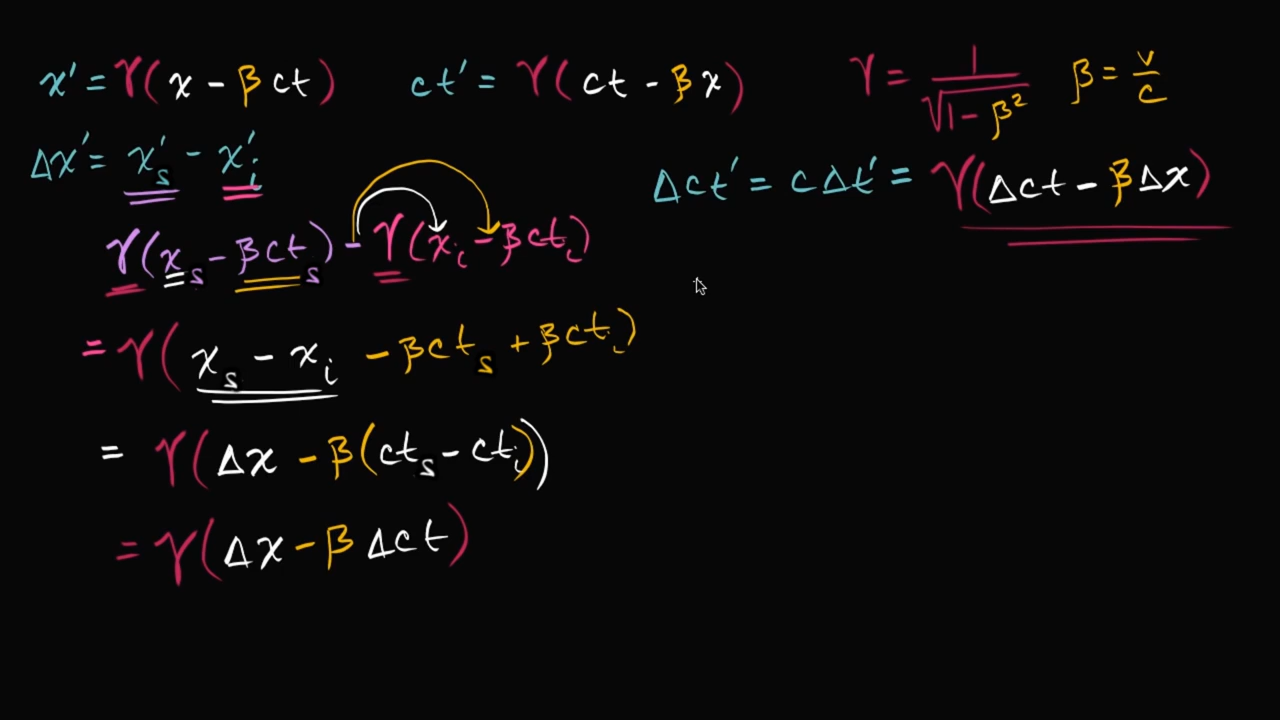 x' = γ(x - βct) ct' = γ(ct - βx) γ = 1/√(1 - β²) β = v/c
Δx' = x'ₛ - x'ᵢ
Δct' = cΔt' = γ(Δct - βΔx)
γ(xₛ - βctₛ) - γ(xᵢ - βctᵢ)
= γ(xₛ - xᵢ - βctₛ + βctᵢ)
= γ(Δx - β(ctₛ - ctᵢ))
= γ(Δx - βΔct)